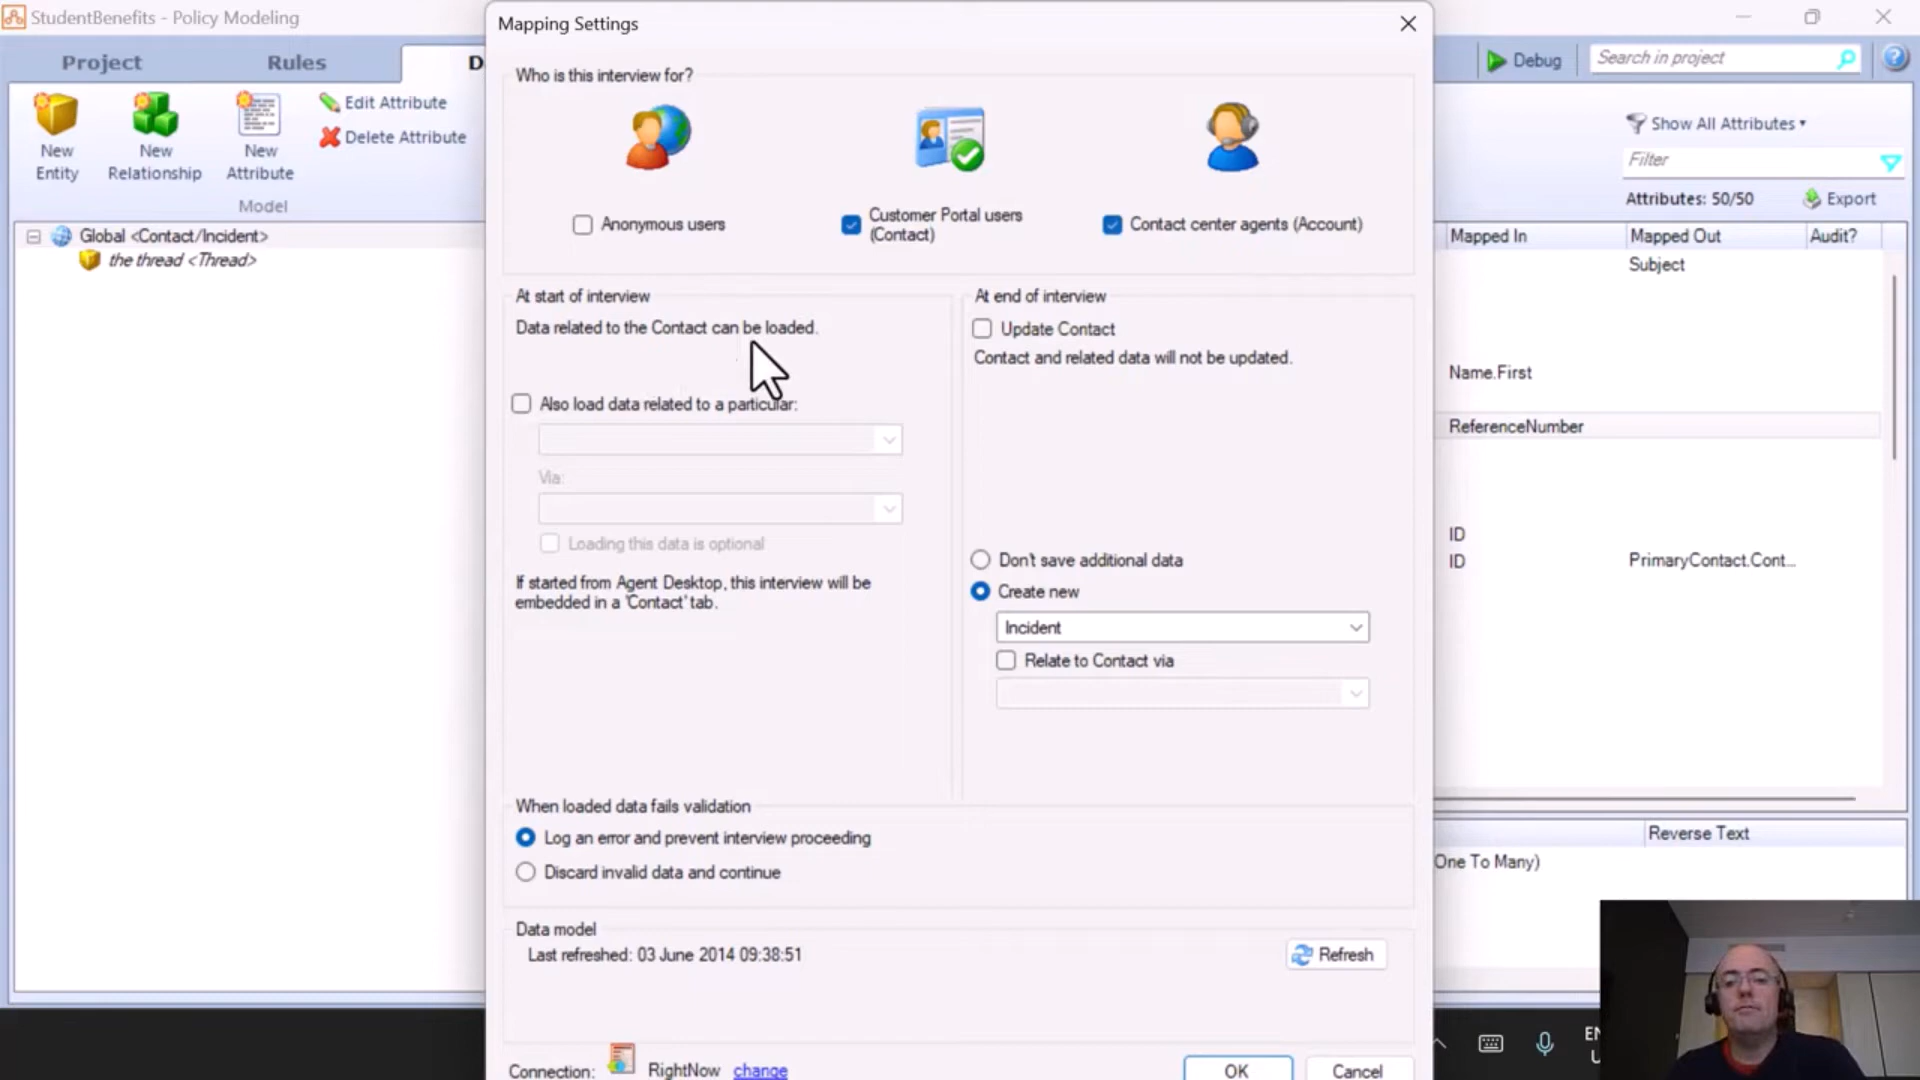 StudentBenefits - Policy Modeling
Mapping Settings
Project
Rules
D
Debug
Search in project
New Entity
New Relationship
New Attribute
Edit Attribute
Delete Attribute
Model
Global <Contact/Incident>
the thread <Thread>
Who is this interview for?
Anonymous users
Customer Portal users
(Contact)
Contact center agents (Account)
At start of interview
Data related to the Contact can be loaded.
Also load data related to a particular:
Via:
Loading this data is optional
If started from Agent Desktop, this interview will be
embedded in a 'Contact' tab.
At end of interview
Update Contact
Contact and related data will not be updated.
Don't save additional data
Create new
Incident
Relate to Contact via
When loaded data fails validation
Log an error and prevent interview proceeding
Discard invalid data and continue
Data model
Last refreshed: 03 June 2014 09:38:51
Refresh
Connection: RightNow change
OK
Cancel
Show All Attributes
Filter
Attributes: 50/50
Export
Mapped In
Mapped Out
Audit?
Subject
Name.First
ReferenceNumber
ID
ID
PrimaryContact.Cont...
Reverse Text
One To Many)